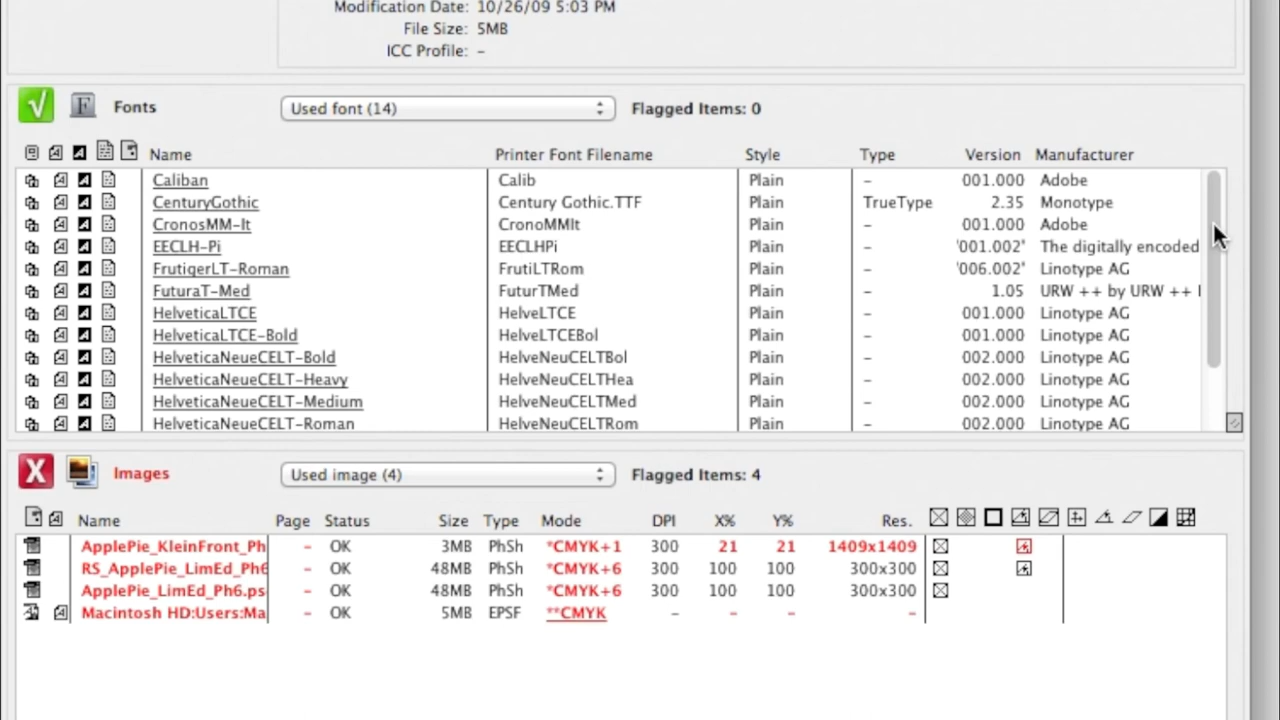 Modification Date: 10/26/09 5:03 PM
File Size: 5MB
ICC Profile: –
Fonts Used font (14) Flagged Items: 0
Name Printer Font Filename Style Type Version Manufacturer
Caliban Calib Plain – 001.000 Adobe
CenturyGothic Century Gothic.TTF Plain TrueType 2.35 Monotype
CronosMM-It CronoMMIt Plain – 001.000 Adobe
EECLH-Pi EECLHPi Plain – '001.002' The digitally encoded
FrutigerLT-Roman FrutiLTRom Plain – '006.002' Linotype AG
FuturaT-Med FuturTMed Plain – 1.05 URW ++ by URW ++
HelveticaLTCE HelveLTCE Plain – 001.000 Linotype AG
HelveticaLTCE-Bold HelveLTCEBol Plain – 001.000 Linotype AG
HelveticaNeueCELT-Bold HelveNeuCELTBol Plain – 002.000 Linotype AG
HelveticaNeueCELT-Heavy HelveNeuCELTHea Plain – 002.000 Linotype AG
HelveticaNeueCELT-Medium HelveNeuCELTMed Plain – 002.000 Linotype AG
HelveticaNeueCELT-Roman HelveNeuCELTRom Plain – 002.000 Linotype AG
Images Used image (4) Flagged Items: 4
Name Page Status Size Type Mode DPI X% Y% Res.
ApplePie_KleinFront_Ph – OK 3MB PhSh *CMYK+1 300 21 21 1409x1409
RS_ApplePie_LimEd_Ph6 – OK 48MB PhSh *CMYK+6 300 100 100 300x300
ApplePie_LimEd_Ph6.ps – OK 48MB PhSh *CMYK+6 300 100 100 300x300
Macintosh HD:Users:Ma – OK 5MB EPSF **CMYK – – – –